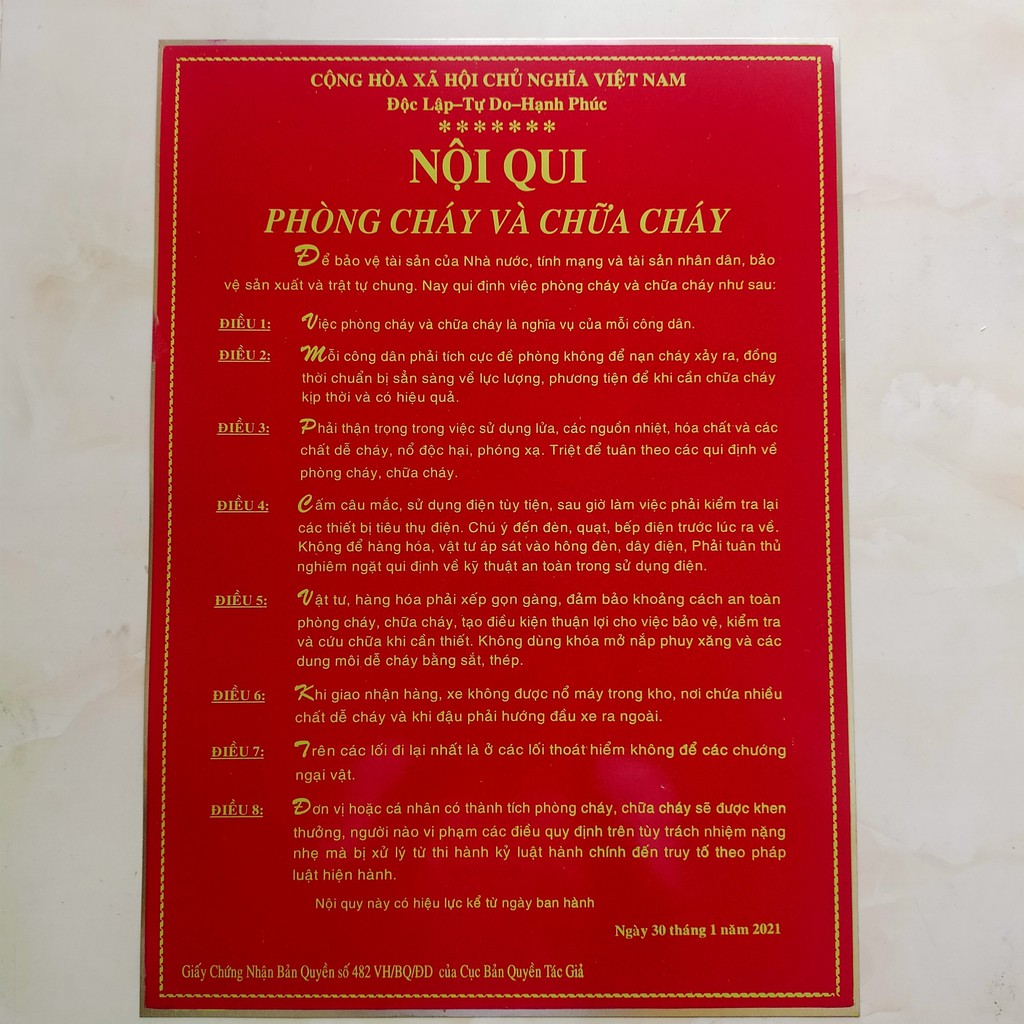 CỘNG HÒA XÃ HỘI CHỦ NGHĨA VIỆT NAM
Độc Lập–Tự Do–Hạnh Phúc
*******
NỘI QUI
PHÒNG CHÁY VÀ CHỮA CHÁY
Để bảo vệ tài sản của Nhà nước, tính mạng và tài sản nhân dân, bảo
vệ sản xuất và trật tự chung. Nay qui định việc phòng cháy và chữa cháy như sau:
ĐIỀU 1: Việc phòng cháy và chữa cháy là nghĩa vụ của mỗi công dân.
ĐIỀU 2: Mỗi công dân phải tích cực đề phòng không để nạn cháy xảy ra, đồng
thời chuẩn bị sẳn sàng về lực lượng, phương tiện để khi cần chữa cháy
kịp thời và có hiệu quả.
ĐIỀU 3: Phải thận trọng trong việc sử dụng lửa, các nguồn nhiệt, hóa chất và các
chất dễ cháy, nổ độc hại, phóng xạ. Triệt để tuân theo các qui định về
phòng cháy, chữa cháy.
ĐIỀU 4: Cấm câu mắc, sử dụng điện tùy tiện, sau giờ làm việc phải kiểm tra lại
các thiết bị tiêu thụ điện. Chú ý đến đèn, quạt, bếp điện trước lúc ra về.
Không để hàng hóa, vật tư áp sát vào hông đèn, dây điện, Phải tuân thủ
nghiêm ngặt qui định về kỹ thuật an toàn trong sử dụng điện.
ĐIỀU 5: Vật tư, hàng hóa phải xếp gọn gàng, đảm bảo khoảng cách an toàn
phòng cháy, chữa cháy, tạo điều kiện thuận lợi cho việc bảo vệ, kiểm tra
và cứu chữa khi cần thiết. Không dùng khóa mở nắp phuy xăng và các
dung môi dễ cháy bằng sắt, thép.
ĐIỀU 6: Khi giao nhận hàng, xe không được nổ máy trong kho, nơi chứa nhiều
chất dễ cháy và khi đậu phải hướng đầu xe ra ngoài.
ĐIỀU 7: Trên các lối đi lại nhất là ở các lối thoát hiểm không để các chướng
ngại vật.
ĐIỀU 8: Đơn vị hoặc cá nhân có thành tích phòng cháy, chữa cháy sẽ được khen
thưởng, người nào vi phạm các điều quy định trên tùy trách nhiệm nặng
nhẹ mà bị xử lý từ thi hành kỷ luật hành chính đến truy tố theo pháp
luật hiện hành.
Nội quy này có hiệu lực kể từ ngày ban hành
Ngày 30 tháng 1 năm 2021
Giấy Chứng Nhận Bản Quyền số 482 VH/BQ/ĐD của Cục Bản Quyền Tác Giả